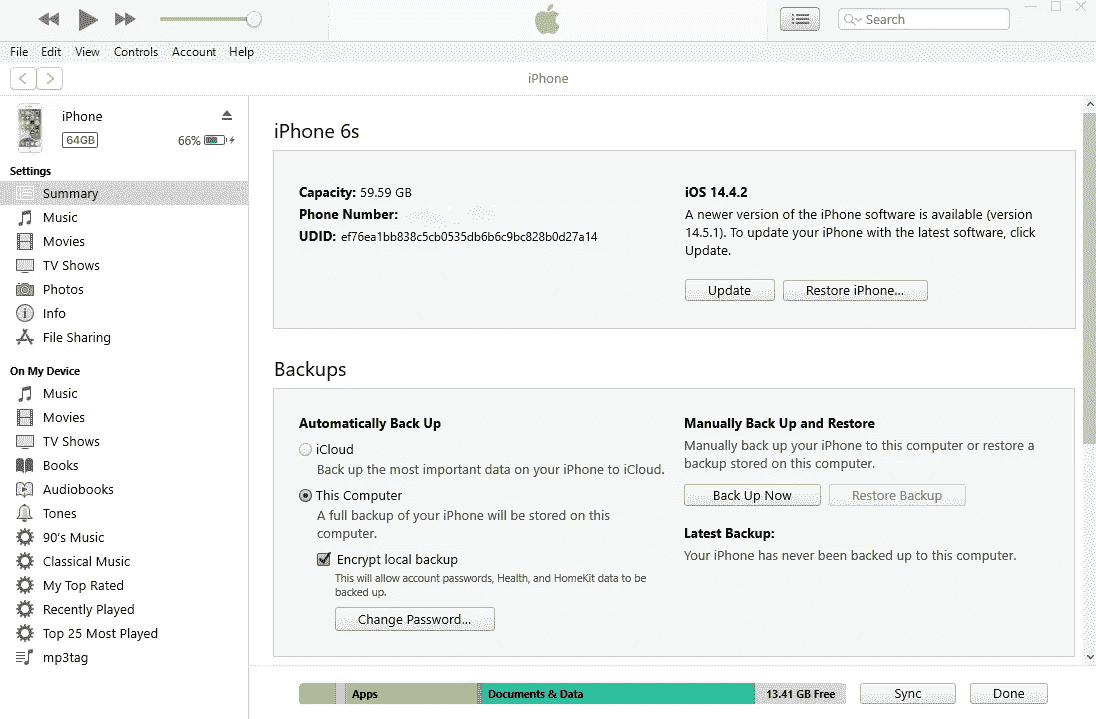 Search
File Edit View Controls Account Help
iPhone
iPhone
64GB
66%
Settings
Summary
Music
Movies
TV Shows
Photos
Info
File Sharing
On My Device
Music
Movies
TV Shows
Books
Audiobooks
Tones
90's Music
Classical Music
My Top Rated
Recently Played
Top 25 Most Played
mp3tag
iPhone 6s
Capacity: 59.59 GB
Phone Number:
UDID: ef76ea1bb838c5cb0535db6b6c9bc828b0d27a14
iOS 14.4.2
A newer version of the iPhone software is available (version
14.5.1). To update your iPhone with the latest software, click
Update.
Update Restore iPhone...
Backups
Automatically Back Up
iCloud
Back up the most important data on your iPhone to iCloud.
This Computer
A full backup of your iPhone will be stored on this
computer.
Encrypt local backup
This will allow account passwords, Health, and HomeKit data to be
backed up.
Change Password...
Manually Back Up and Restore
Manually back up your iPhone to this computer or restore a
backup stored on this computer.
Back Up Now Restore Backup
Latest Backup:
Your iPhone has never been backed up to this computer.
Apps Documents & Data 13.41 GB Free Sync Done